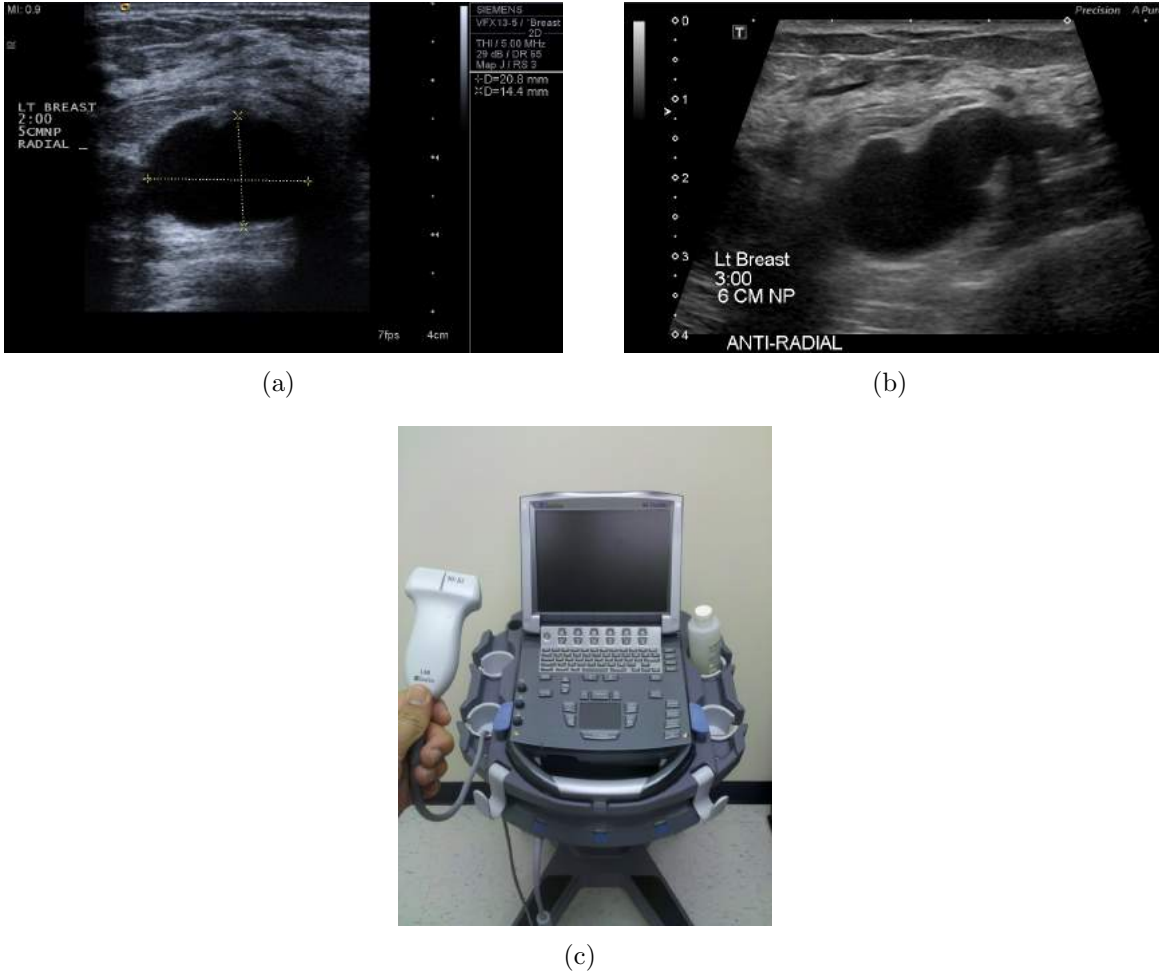 MI: 0.9
SIEMENS
VFX13-5 / *Breast
2D
THI / 5.00 MHz
29 dB / DR 65
Map J / RS 3
D=20.8 mm
D=14.4 mm
LT BREAST
2:00
5CMNP
RADIAL _
7fps
4cm
(a)
Precision
A Pur
T
0
1
2
3
4
Lt Breast
3:00
6 CM NP
ANTI-RADIAL
(b)
(c)